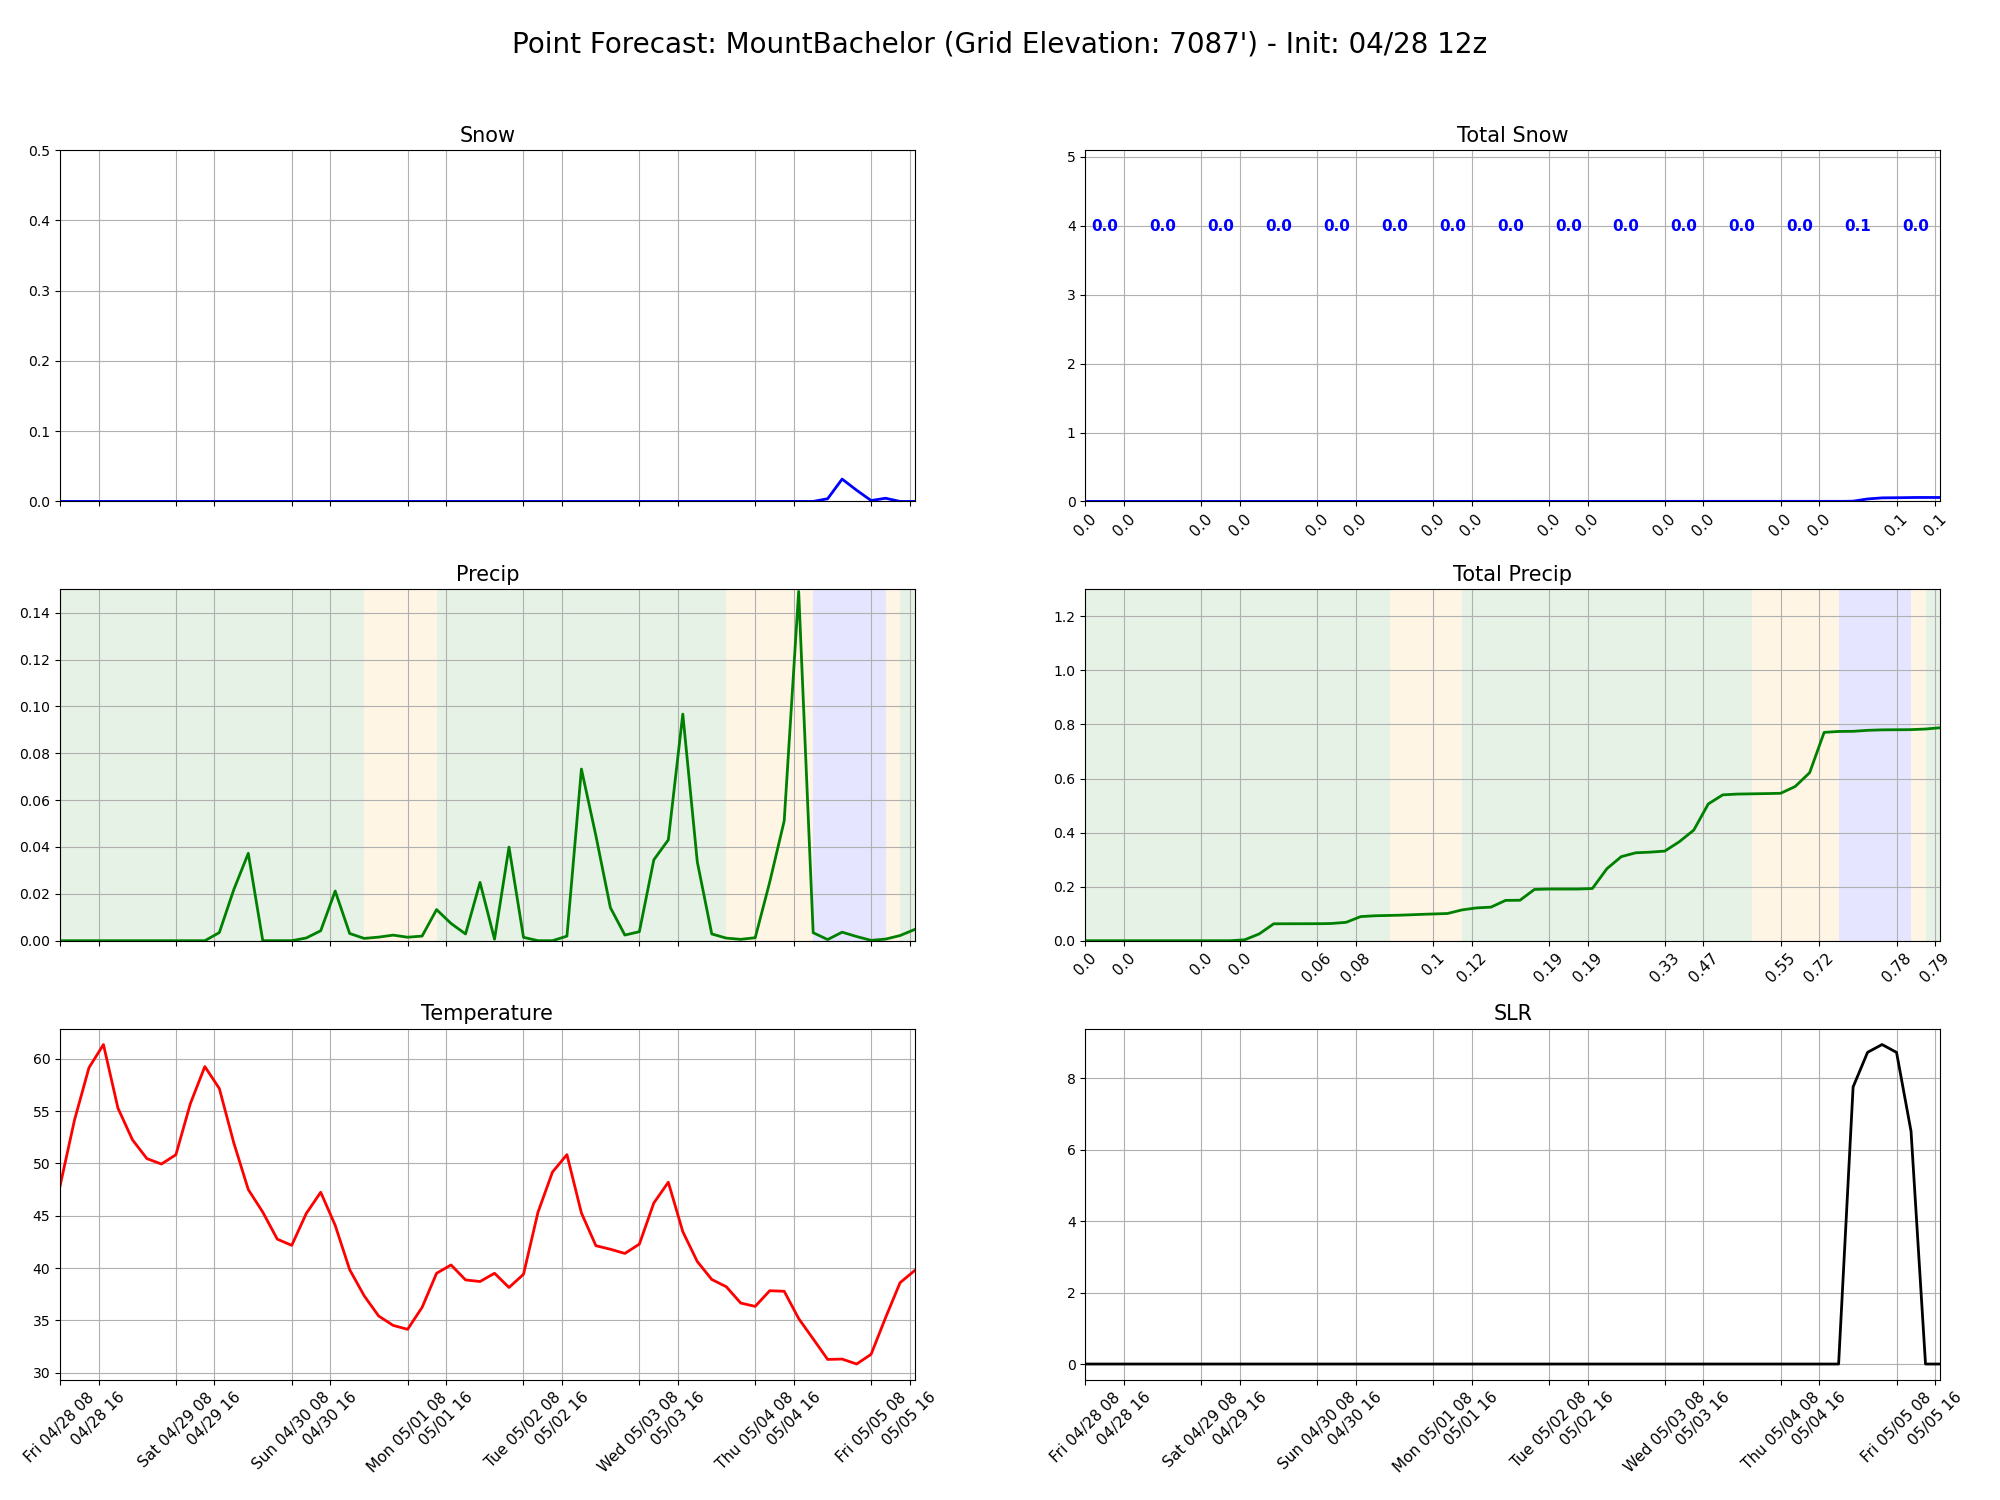 Point Forecast: MountBachelor (Grid Elevation: 7087') - Init: 04/28 12z
Snow
0.5
0.4
0.3
0.2
0.1
0.0
Total Snow
5
4
3
2
1
0
0.0 0.0 0.0 0.0 0.0 0.0 0.0 0.0 0.0 0.0 0.0 0.0 0.0 0.1 0.0
0.0 0.0 0.0 0.0 0.0 0.0 0.0 0.0 0.0 0.0 0.0 0.0 0.0 0.0 0.1 0.1
Precip
0.14
0.12
0.10
0.08
0.06
0.04
0.02
0.00
Total Precip
1.2
1.0
0.8
0.6
0.4
0.2
0.0
0.0 0.0 0.0 0.0 0.06 0.08 0.1 0.12 0.19 0.19 0.33 0.47 0.55 0.72 0.78 0.79
Temperature
60
55
50
45
40
35
30
Fri 04/28 08
04/28 16
Sat 04/29 08
04/29 16
Sun 04/30 08
04/30 16
Mon 05/01 08
05/01 16
Tue 05/02 08
05/02 16
Wed 05/03 08
05/03 16
Thu 05/04 08
05/04 16
Fri 05/05 08
05/05 16
SLR
8
6
4
2
0
Fri 04/28 08
04/28 16
Sat 04/29 08
04/29 16
Sun 04/30 08
04/30 16
Mon 05/01 08
05/01 16
Tue 05/02 08
05/02 16
Wed 05/03 08
05/03 16
Thu 05/04 08
05/04 16
Fri 05/05 08
05/05 16